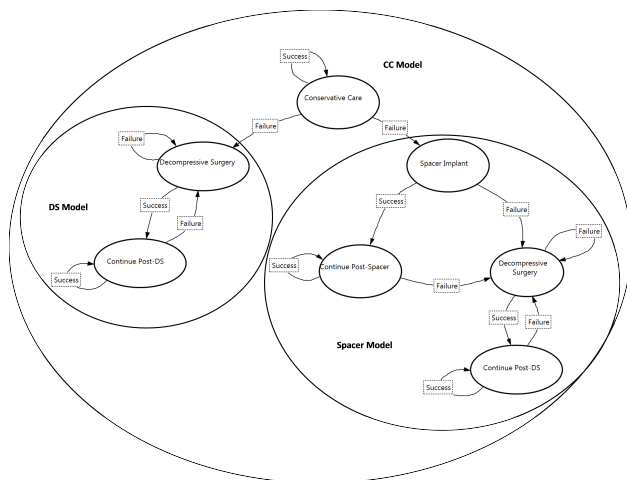 CC Model
Success
Conservative Care
Failure
Failure
Failure
Decompressive Surgery
Spacer Implant
DS Model
Success
Failure
Success
Failure
Failure
Continue Post-DS
Success
Success
Continue Post-Spacer
Decompressive
Surgery
Failure
Success
Failure
Spacer Model
Continue Post-DS
Success